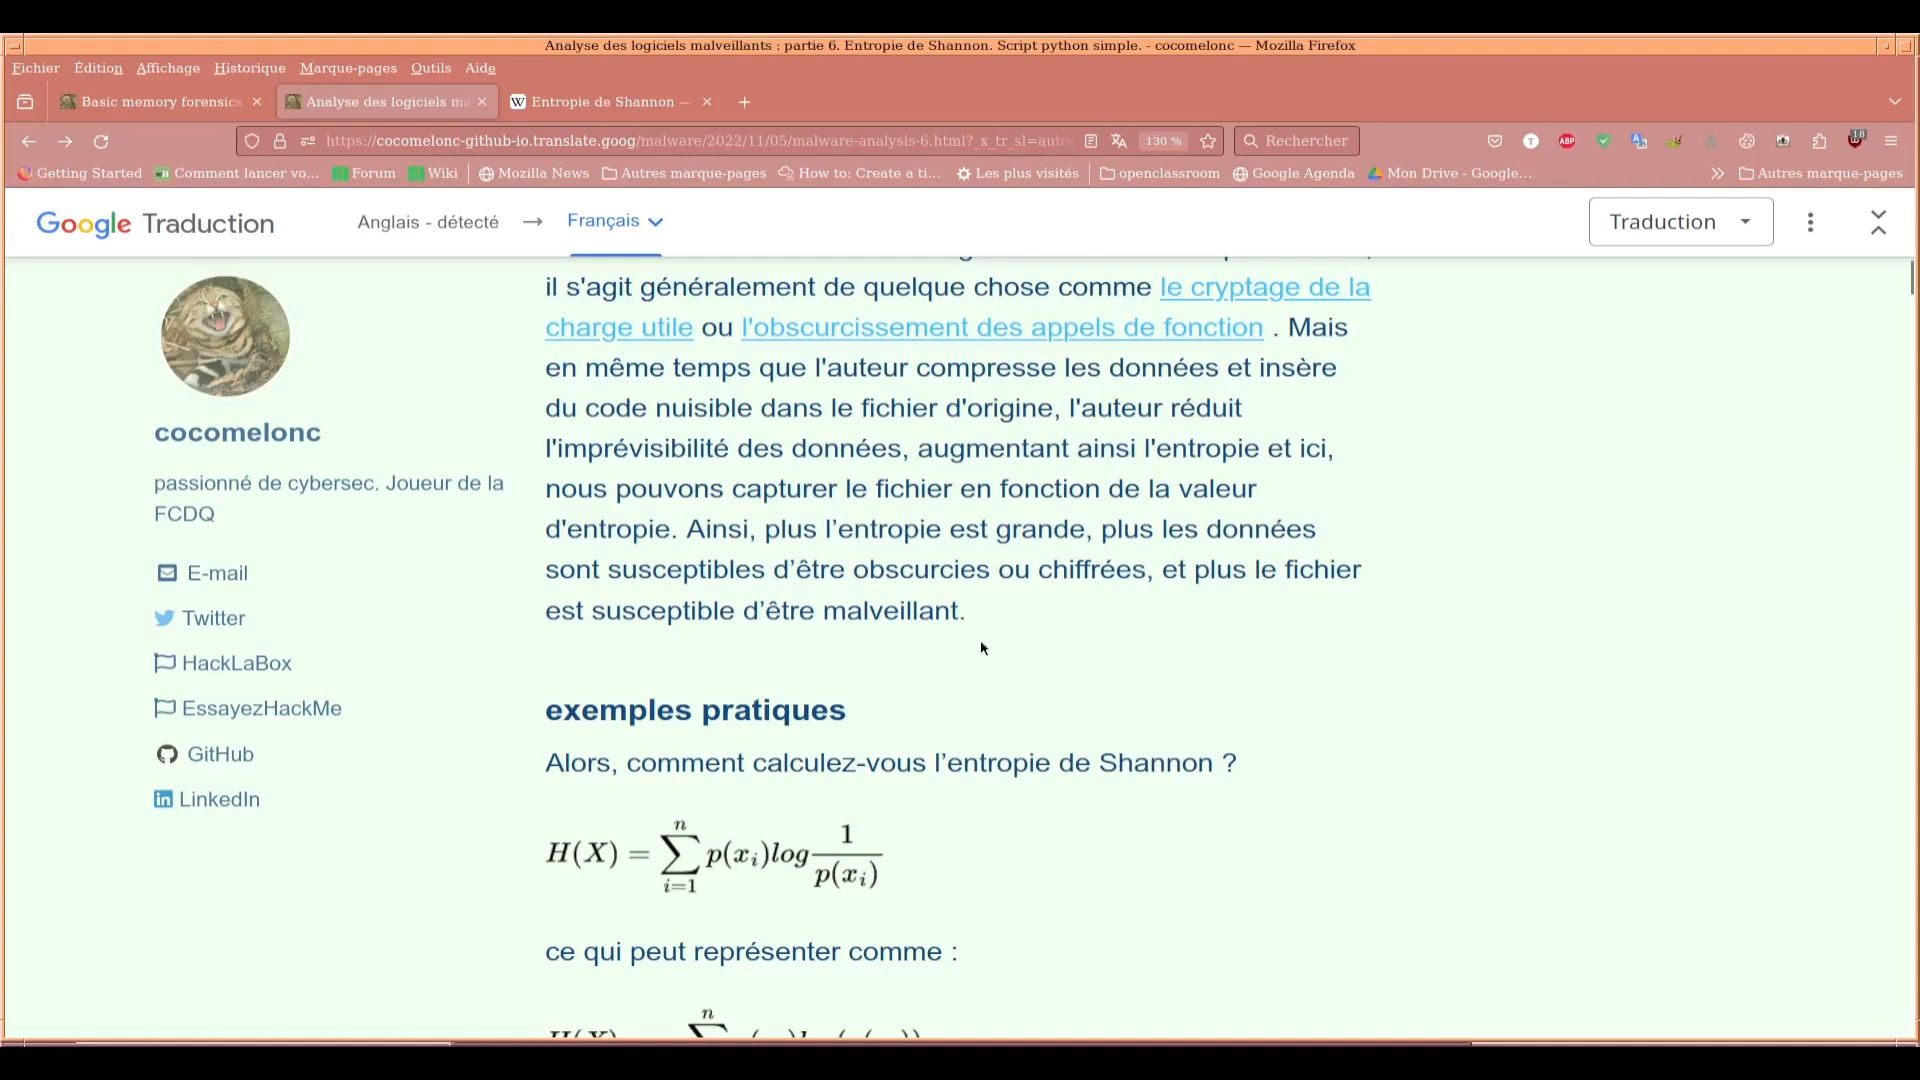 Analyse des logiciels malveillants : partie 6. Entropie de Shannon. Script python simple. - cocomelonc — Mozilla Firefox
Fichier Édition Affichage Historique Marque-pages Outils Aide
Basic memory forensics
Analyse des logiciels ma
W Entropie de Shannon —
https://cocomelonc-github-io.translate.goog/malware/2022/11/05/malware-analysis-6.html?_x_tr_sl=auto
130 %
Rechercher
T
ABP
18
Getting Started
Comment lancer vo...
Forum
Wiki
Mozilla News
Autres marque-pages
How to: Create a ti...
Les plus visités
openclassroom
Google Agenda
Mon Drive - Google...
Autres marque-pages
Google Traduction
Anglais - détecté → Français
Traduction
il s'agit généralement de quelque chose comme le cryptage de la
charge utile ou l'obscurcissement des appels de fonction . Mais
en même temps que l'auteur compresse les données et insère
du code nuisible dans le fichier d'origine, l'auteur réduit
l'imprévisibilité des données, augmentant ainsi l'entropie et ici,
nous pouvons capturer le fichier en fonction de la valeur
d'entropie. Ainsi, plus l’entropie est grande, plus les données
sont susceptibles d’être obscurcies ou chiffrées, et plus le fichier
est susceptible d’être malveillant.
cocomelonc
passionné de cybersec. Joueur de la
FCDQ
E-mail
Twitter
HackLaBox
EssayezHackMe
GitHub
in LinkedIn
exemples pratiques
Alors, comment calculez-vous l’entropie de Shannon ?
H(X) = ∑_{i=1}^{n} p(x_i)log 1/p(x_i)
ce qui peut représenter comme :
n